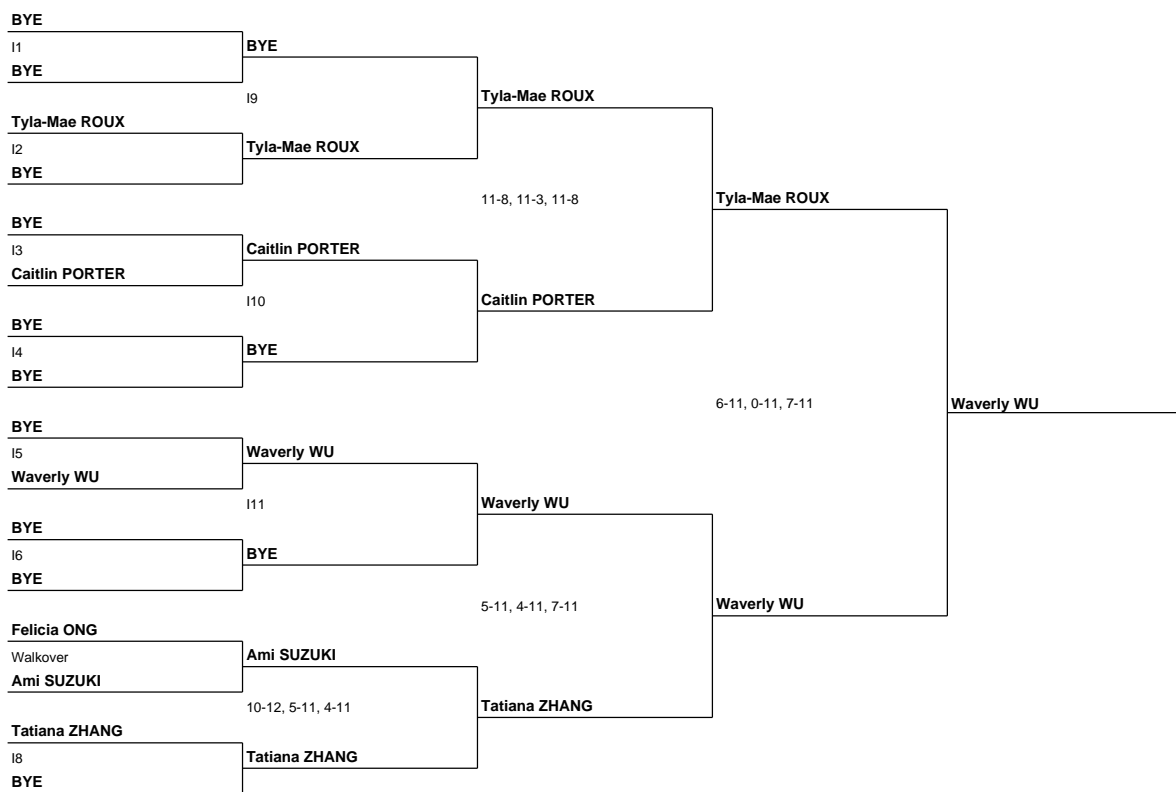 BYE
I1
BYE
BYE
I9
Tyla-Mae ROUX
Tyla-Mae ROUX
I2
Tyla-Mae ROUX
BYE
11-8, 11-3, 11-8
Tyla-Mae ROUX
BYE
I3
Caitlin PORTER
Caitlin PORTER
I10
Caitlin PORTER
BYE
I4
BYE
BYE
6-11, 0-11, 7-11
Waverly WU
BYE
I5
Waverly WU
Waverly WU
I11
Waverly WU
BYE
I6
BYE
BYE
5-11, 4-11, 7-11
Waverly WU
Felicia ONG
Walkover
Ami SUZUKI
Ami SUZUKI
10-12, 5-11, 4-11
Tatiana ZHANG
Tatiana ZHANG
I8
Tatiana ZHANG
BYE